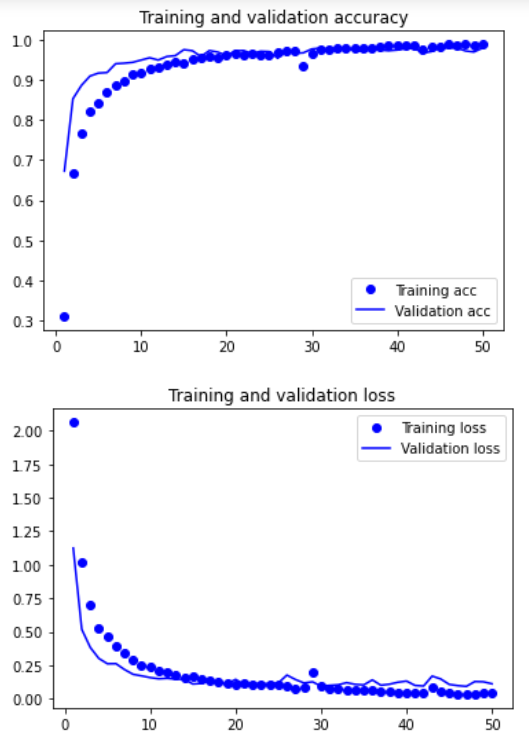 Training and validation accuracy
1.0
0.9
0.8
0.7
0.6
0.5
0.4
0.3
Training acc
Validation acc
0 10 20 30 40 50
Training and validation loss
2.00
1.75
1.50
1.25
1.00
0.75
0.50
0.25
0.00
Training loss
Validation loss
0 10 20 30 40 50